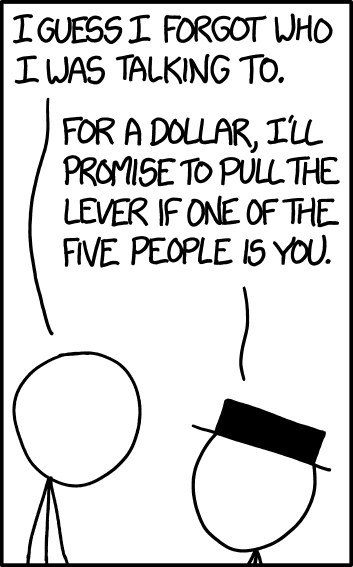 I GUESS I FORGOT WHO
I WAS TALKING TO.
FOR A DOLLAR, I'LL
PROMISE TO PULL THE
LEVER IF ONE OF THE
FIVE PEOPLE IS YOU.